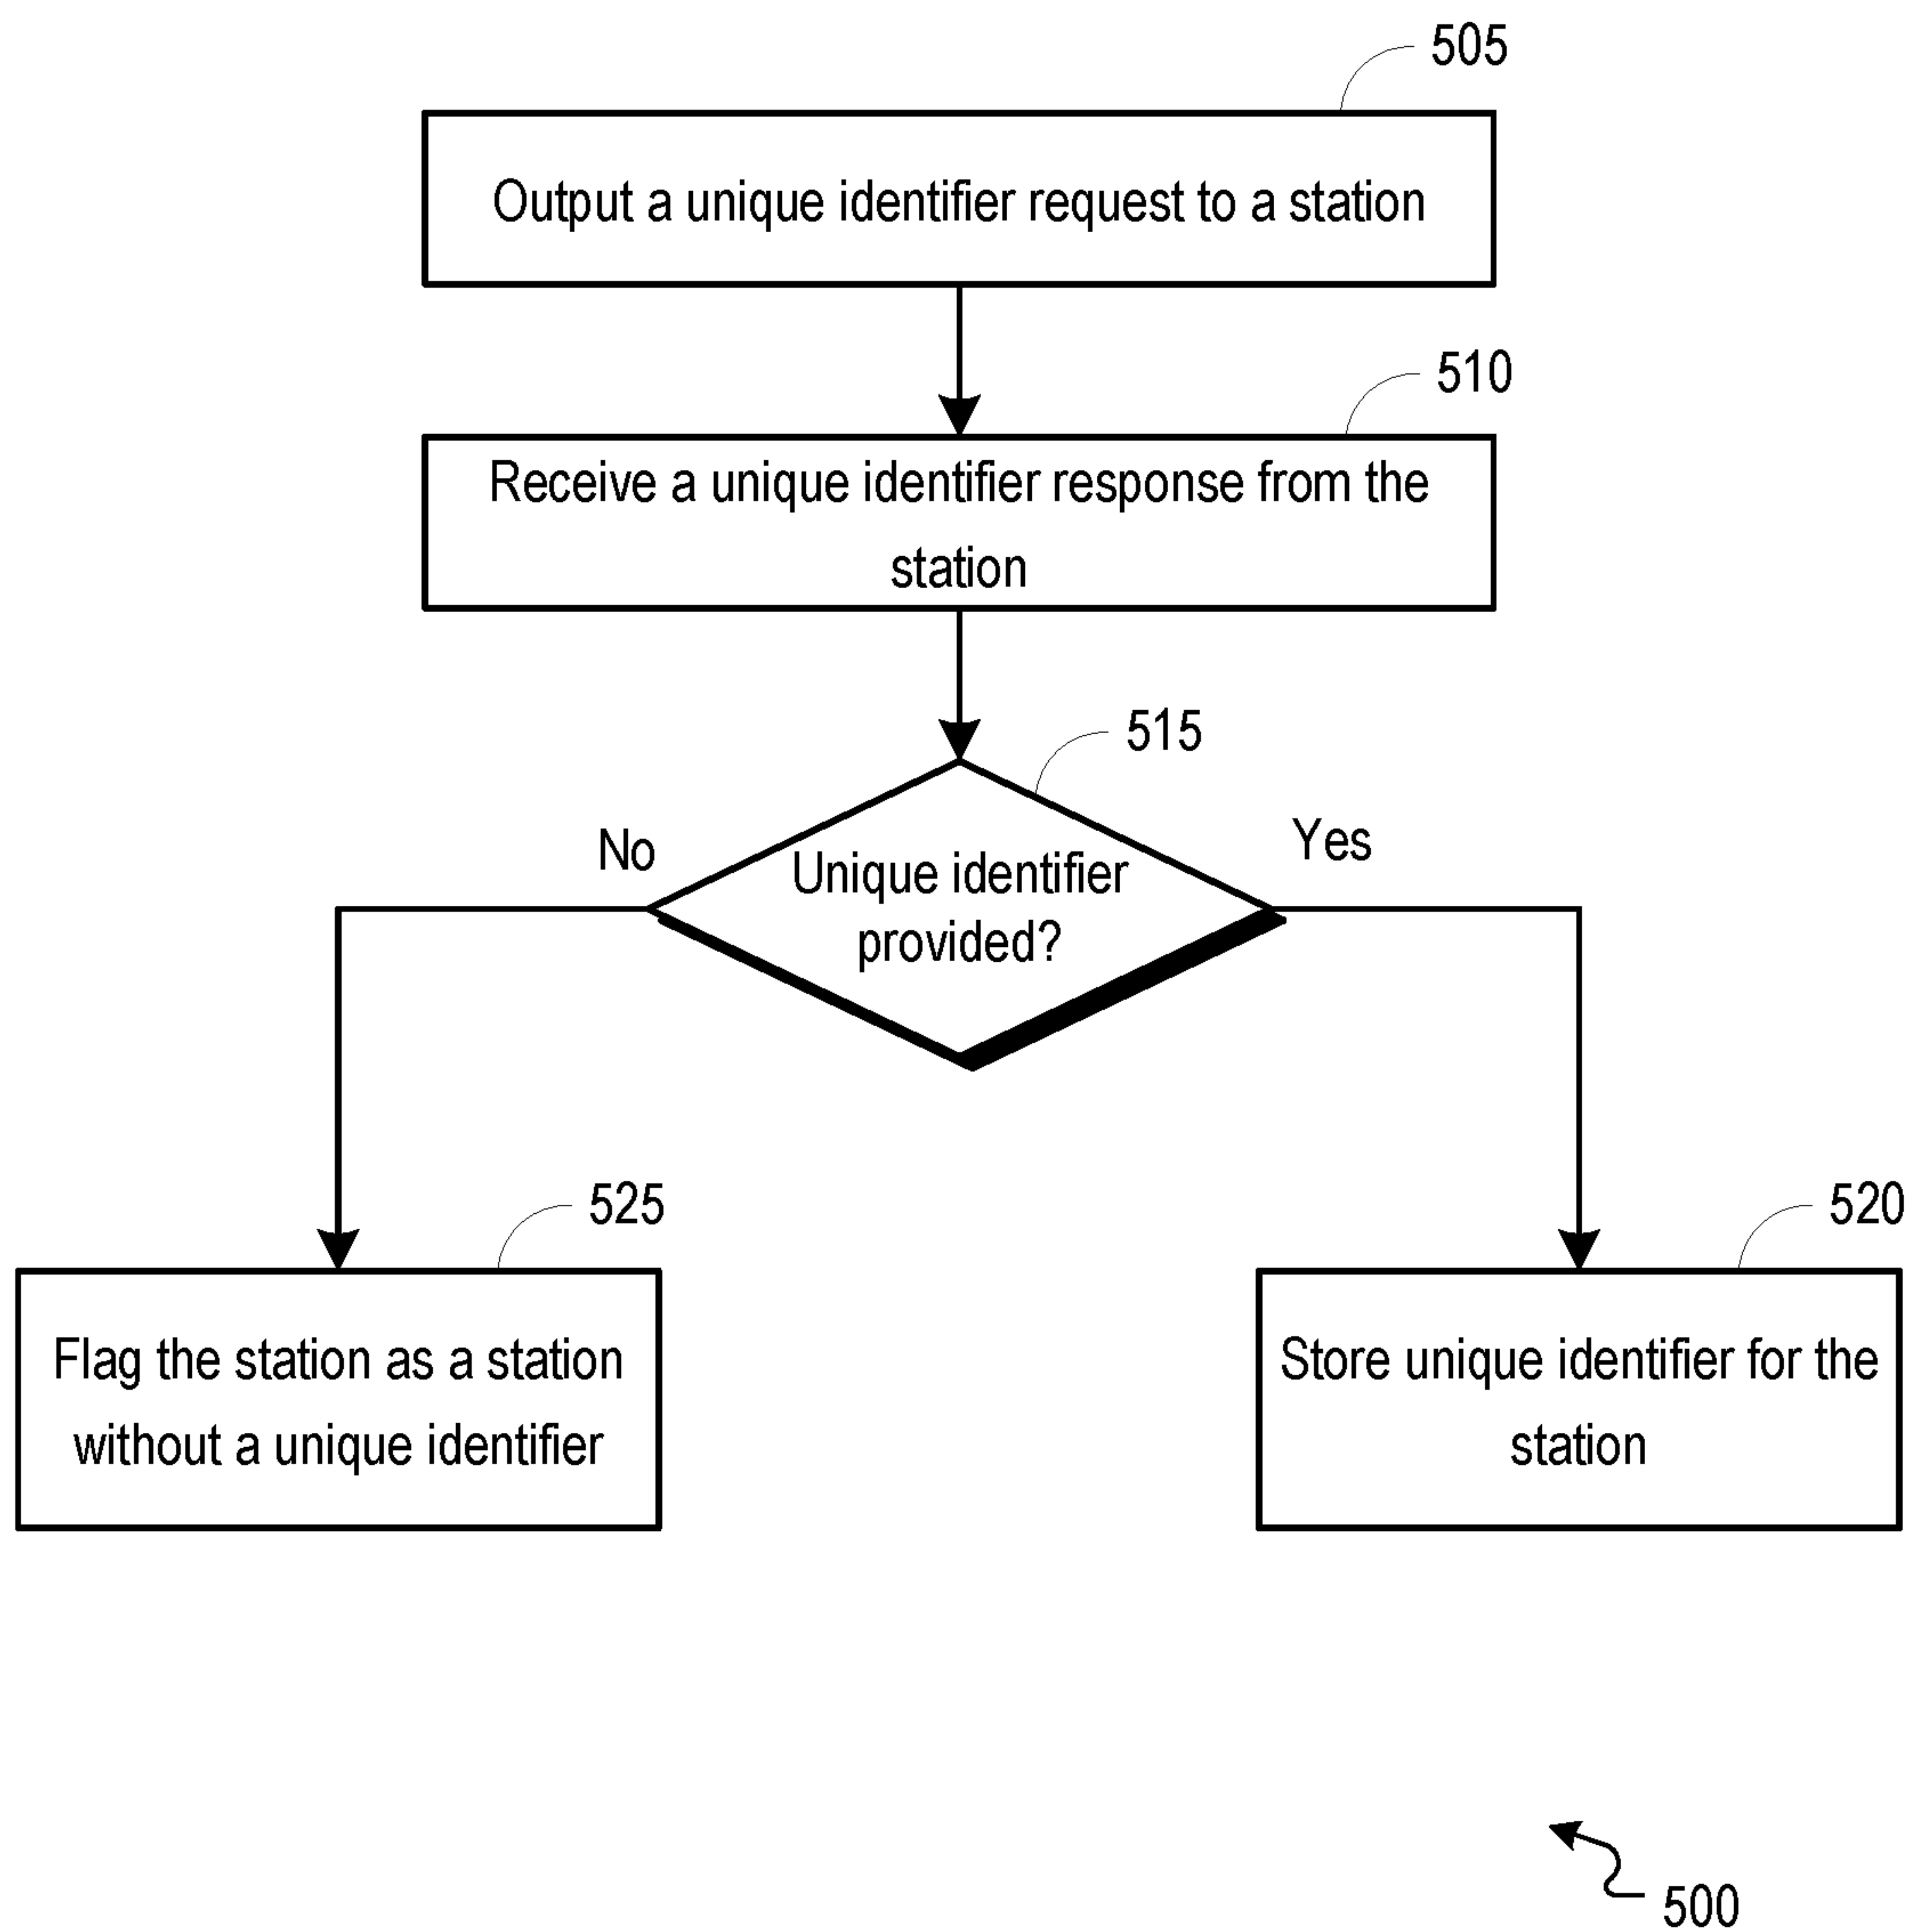 505
Output a unique identifier request to a station
510
Receive a unique identifier response from the
station
515
No
Yes
Unique identifier
provided?
525
520
Flag the station as a station
without a unique identifier
Store unique identifier for the
station
500